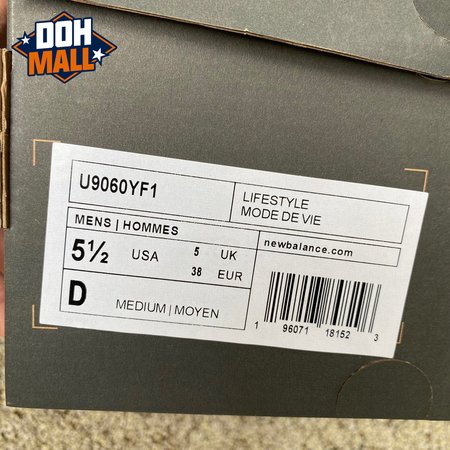 DOH
MALL
U9060YF1
LIFESTYLE
MODE DE VIE
MENS | HOMMES
5½ USA 5 UK
38 EUR
newbalance.com
D MEDIUM | MOYEN
1 96071 18152 3